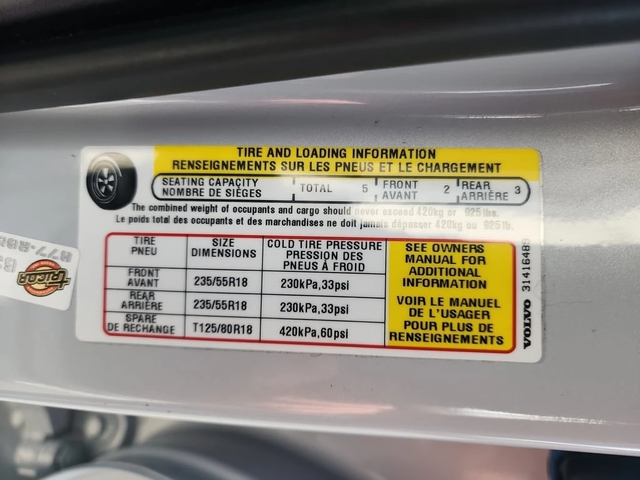 TIRE AND LOADING INFORMATION
RENSEIGNEMENTS SUR LES PNEUS ET LE CHARGEMENT
SEATING CAPACITY
NOMBRE DE SIÈGES
TOTAL 5
FRONT
AVANT 2
REAR
ARRIÈRE 3
The combined weight of occupants and cargo should never exceed 420kg or 925 lbs.
Le poids total des occupants et des marchandises ne doit jamais dépasser 420kg ou 925 lb.
TIRE
PNEU
SIZE
DIMENSIONS
COLD TIRE PRESSURE
PRESSION DES
PNEUS À FROID
FRONT
AVANT
235/55R18
230kPa,33psi
REAR
ARRIÈRE
235/55R18
230kPa,33psi
SPARE
DE RECHANGE
T125/80R18
420kPa,60psi
SEE OWNERS
MANUAL FOR
ADDITIONAL
INFORMATION
VOIR LE MANUEL
DE L'USAGER
POUR PLUS DE
RENSEIGNEMENTS
VOLVO